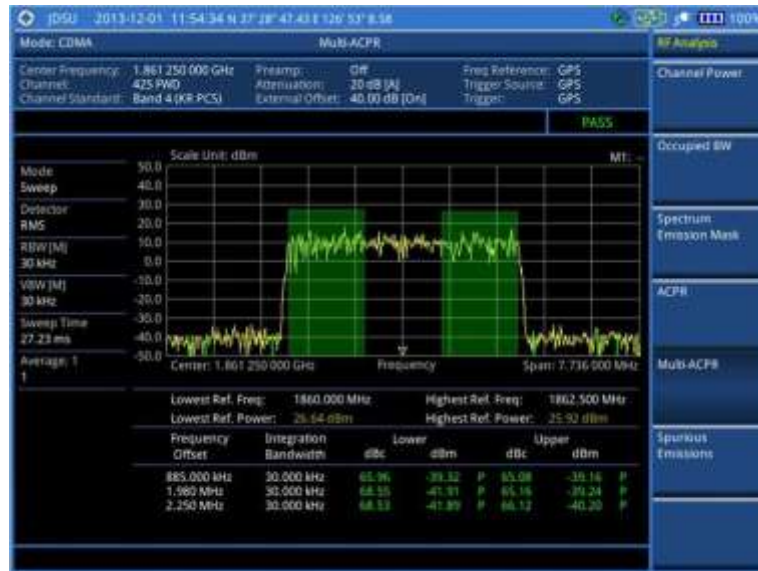 JDSU 2013-12-01 11:54:34 N 37° 28' 47.43 E 126° 53' 8.58 100%
Mode: CDMA Multi-ACPR RF Analysis
Center Frequency: 1.861 250 000 GHz Preamp: Off Freq Reference: GPS
Channel: 425 FWD Attenuation: 20 dB [A] Trigger Source: GPS
Channel Standard: Band 4 (KR PCS) External Offset: 40.00 dB [On] Trigger: GPS
Channel Power
PASS
Occupied BW
Scale Unit: dBm M1: --
Mode
Sweep
Detector
RMS
RBW [M]
30 kHz
VBW [M]
30 kHz
Sweep Time
27.23 ms
Average: 1
1
50.0
40.0
30.0
20.0
10.0
0.0
-10.0
-20.0
-30.0
-40.0
-50.0
Center: 1.861 250 000 GHz Frequency Span: 7.736 000 MHz
Spectrum
Emission Mask
ACPR
Multi-ACPR
Spurious
Emissions
Lowest Ref. Freq: 1860.000 MHz Highest Ref. Freq: 1862.500 MHz
Lowest Ref. Power: 26.64 dBm Highest Ref. Power: 25.92 dBm
Frequency Integration Lower Upper
Offset Bandwidth dBc dBm dBc dBm
885.000 kHz 30.000 kHz 65.96 -39.32 P 65.08 -39.16 P
1.980 MHz 30.000 kHz 68.55 -41.91 P 65.16 -39.24 P
2.250 MHz 30.000 kHz 68.53 -41.89 P 66.12 -40.20 P